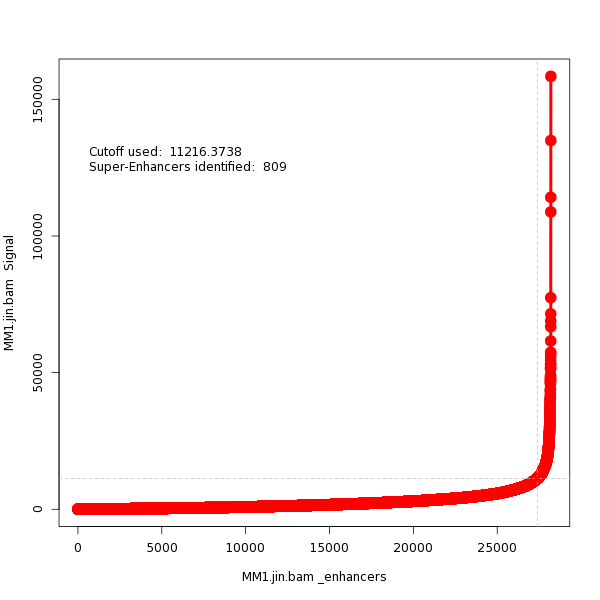 Cutoff used:  11216.3738
Super-Enhancers identified:  809
MM1.jin.bam  Signal
150000
100000
50000
0
0
5000
10000
15000
20000
25000
MM1.jin.bam _enhancers